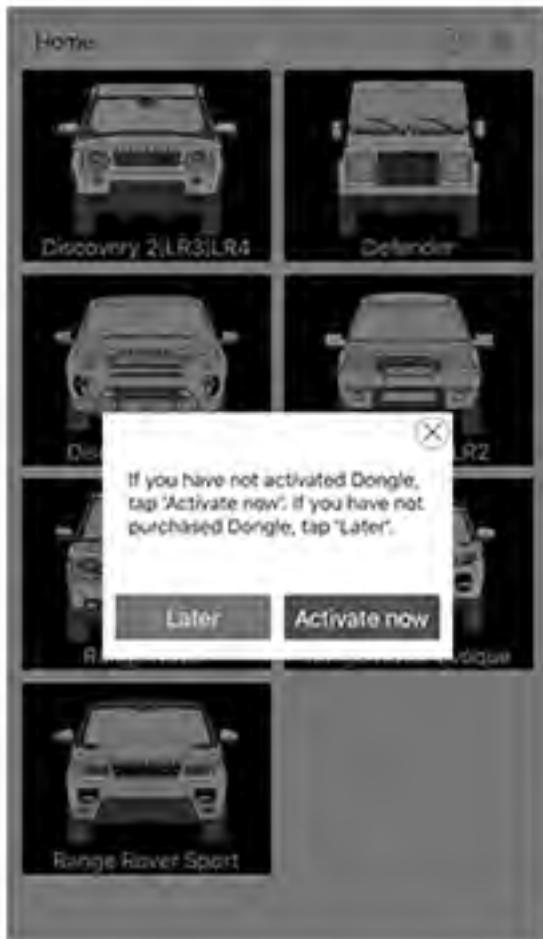 Home
Discovery 2|LR3|LR4
Defender
LR2
If you have not activated Dongle,
tap "Activate now". If you have not
purchased Dongle, tap "Later".
Later
Activate now
Range Rover Sport